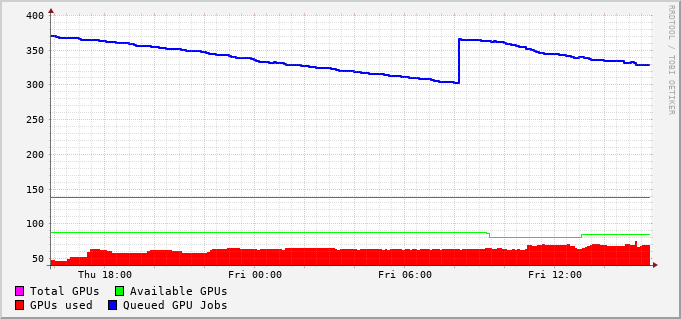 400
350
300
250
200
150
100
50
Thu 18:00 Fri 00:00 Fri 06:00 Fri 12:00
Total GPUs Available GPUs
GPUs used Queued GPU Jobs
RRDTOOL / TOBI OETIKER